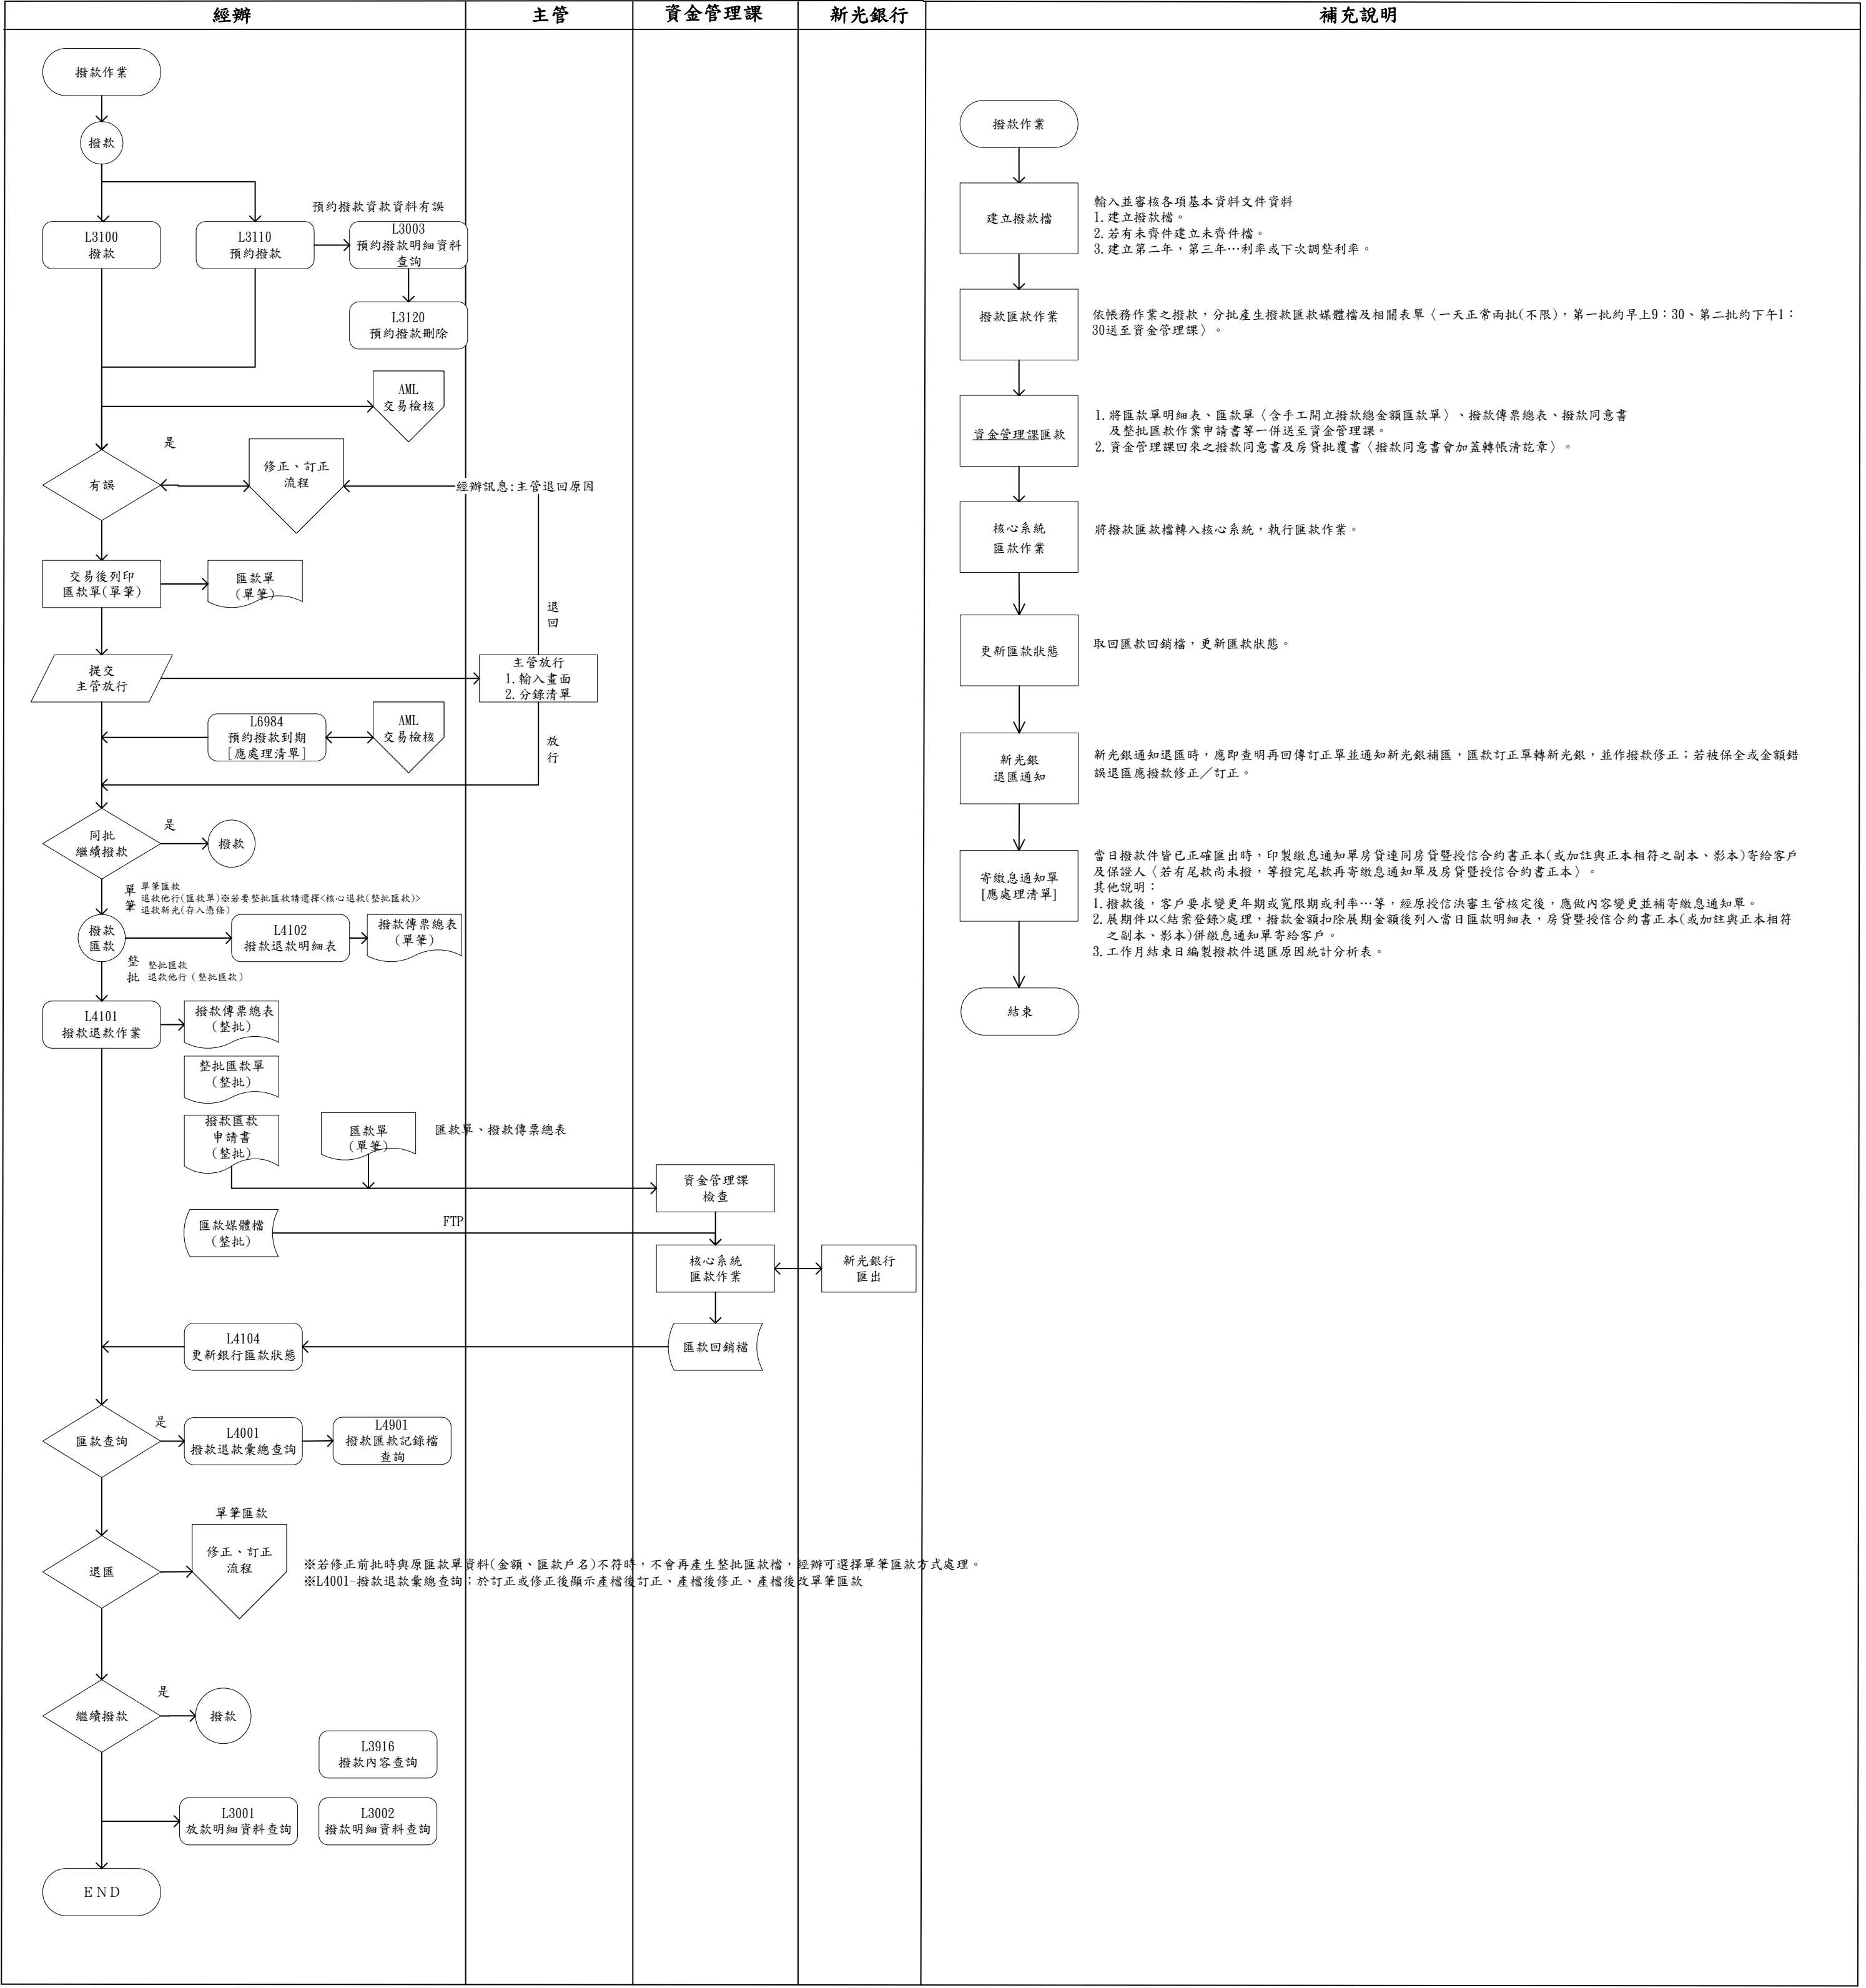 經辦
主管
資金管理課
新光銀行
補充說明
撥款作業
撥款
預約撥款資款資料有誤
L3100
撥款
L3110
預約撥款
L3003
預約撥款明細資料
查詢
L3120
預約撥款刪除
AML
交易檢核
是
有誤
修正、訂正
流程
經辦訊息:主管退回原因
交易後列印
匯款單(單筆)
匯款單
(單筆)
退
回
提交
主管放行
主管放行
1.輸入畫面
2.分錄清單
L6984
預約撥款到期
[應處理清單]
AML
交易檢核
放
行
同批
繼續撥款
是
撥款
單
筆
單筆匯款
退款他行(匯款單)※若要整批匯款請選擇<核心退款(整批匯款)>
退款新光(存入憑條)
撥款
匯款
L4102
撥款退款明細表
撥款傳票總表
(單筆)
整
批
整批匯款
退款他行(整批匯款)
L4101
撥款退款作業
撥款傳票總表
(整批)
整批匯款單
(整批)
撥款匯款
申請書
(整批)
匯款單
(單筆)
匯款單、撥款傳票總表
資金管理課
檢查
匯款媒體檔
(整批)
FTP
核心系統
匯款作業
新光銀行
匯出
L4104
更新銀行匯款狀態
匯款回銷檔
匯款查詢
是
L4001
撥款退款彙總查詢
L4901
撥款匯款記錄檔
查詢
單筆匯款
退匯
修正、訂正
流程
※若修正前批時與原匯款單資料(金額、匯款戶名)不符時，不會再產生整批匯款檔，經辦可選擇單筆匯款方式處理。
※L4001-撥款退款彙總查詢；於訂正或修正後顯示產檔後訂正、產檔後修正、產檔後改單筆匯款
繼續撥款
是
撥款
L3916
撥款內容查詢
L3001
放款明細資料查詢
L3002
撥款明細資料查詢
ＥＮＤ
撥款作業
建立撥款檔
輸入並審核各項基本資料文件資料
1.建立撥款檔。
2.若有未齊件建立未齊件檔。
3.建立第二年，第三年…利率或下次調整利率。
撥款匯款作業
依帳務作業之撥款，分批產生撥款匯款媒體檔及相關表單〈一天正常兩批(不限)，第一批約早上9：30、第二批約下午1：
30送至資金管理課〉。
資金管理課匯款
1.將匯款單明細表、匯款單〈含手工開立撥款總金額匯款單〉、撥款傳票總表、撥款同意書
及整批匯款作業申請書等一併送至資金管理課。
2.資金管理課回來之撥款同意書及房貸批覆書〈撥款同意書會加蓋轉帳清訖章〉。
核心系統
匯款作業
將撥款匯款檔轉入核心系統，執行匯款作業。
更新匯款狀態
取回匯款回銷檔，更新匯款狀態。
新光銀
退匯通知
新光銀通知退匯時，應即查明再回傳訂正單並通知新光銀補匯，匯款訂正單轉新光銀，並作撥款修正；若被保全或金額錯
誤退匯應撥款修正／訂正。
寄繳息通知單
[應處理清單]
當日撥款件皆已正確匯出時，印製繳息通知單房貸連同房貸暨授信合約書正本(或加註與正本相符之副本、影本)寄給客戶
及保證人〈若有尾款尚未撥，等撥完尾款再寄繳息通知單及房貸暨授信合約書正本〉。
其他說明：
1.撥款後，客戶要求變更年期或寬限期或利率…等，經原授信決審主管核定後，應做內容變更並補寄繳息通知單。
2.展期件以<結案登錄>處理，撥款金額扣除展期金額後列入當日匯款明細表，房貸暨授信合約書正本(或加註與正本相符
之副本、影本)併繳息通知單寄給客戶。
3.工作月結束日編製撥款件退匯原因統計分析表。
結束